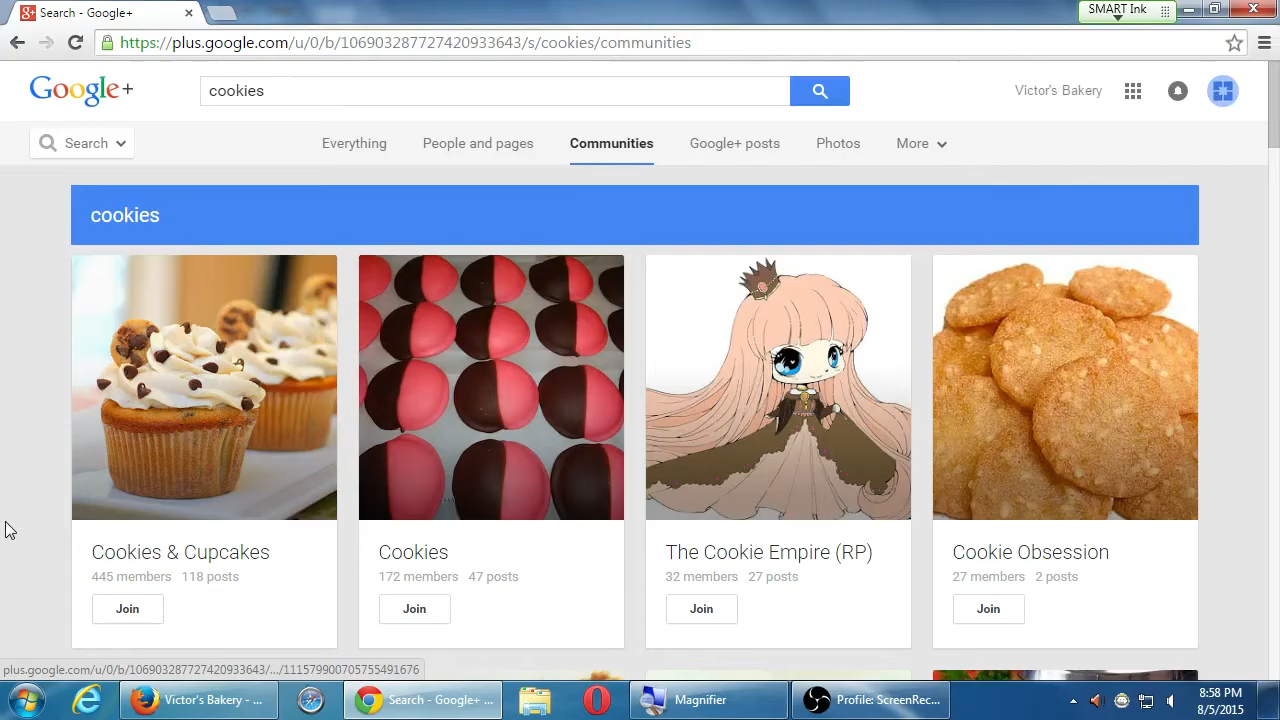 Search - Google+
SMART Ink
https://plus.google.com/u/0/b/106903287727420933643/s/cookies/communities
Google+
cookies
Victor's Bakery
Search
Everything
People and pages
Communities
Google+ posts
Photos
More
cookies
Cookies & Cupcakes
445 members 118 posts
Join
Cookies
172 members 47 posts
Join
The Cookie Empire (RP)
32 members 27 posts
Join
Cookie Obsession
27 members 2 posts
Join
plus.google.com/u/0/b/106903287727420933643/.../111579900705755491676
Victor's Bakery - ...
Search - Google+ ...
Magnifier
Profile: ScreenRec...
8:58 PM
8/5/2015